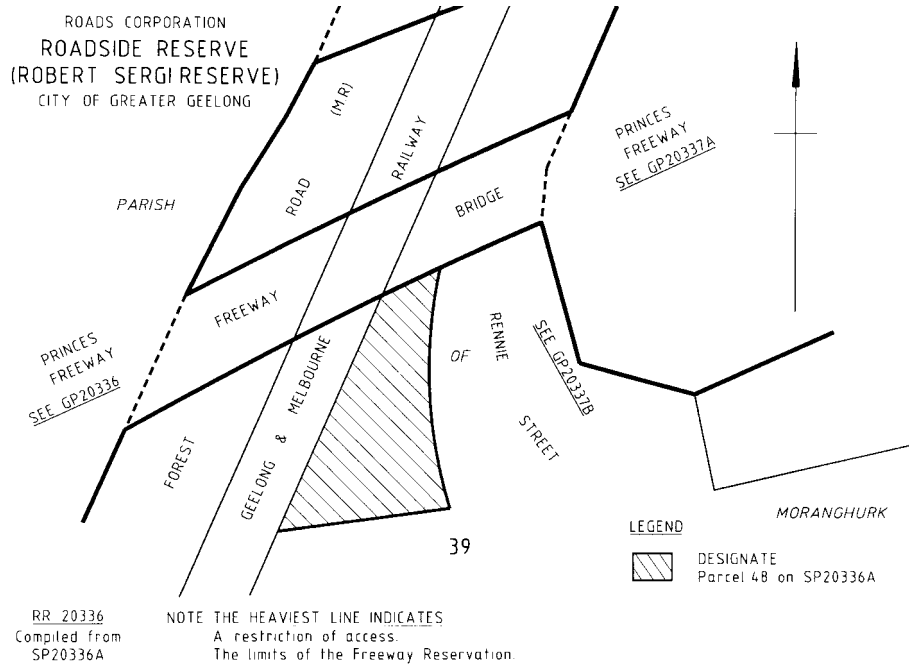 ROADS CORPORATION
ROADSIDE RESERVE
(ROBERT SERGI RESERVE)
CITY OF GREATER GEELONG
(M.R)
RAILWAY
PRINCES
FREEWAY
SEE GP20337A
PARISH
ROAD
BRIDGE
FREEWAY
PRINCES
FREEWAY
SEE GP20336
RENNIE
OF
SEE GP20337B
STREET
FOREST
GEELONG & MELBOURNE
39
MORANGHURK
LEGEND
DESIGNATE
Parcel 4B on SP20336A
RR 20336
Compiled from
SP20336A
NOTE THE HEAVIEST LINE INDICATES
A restriction of access.
The limits of the Freeway Reservation.